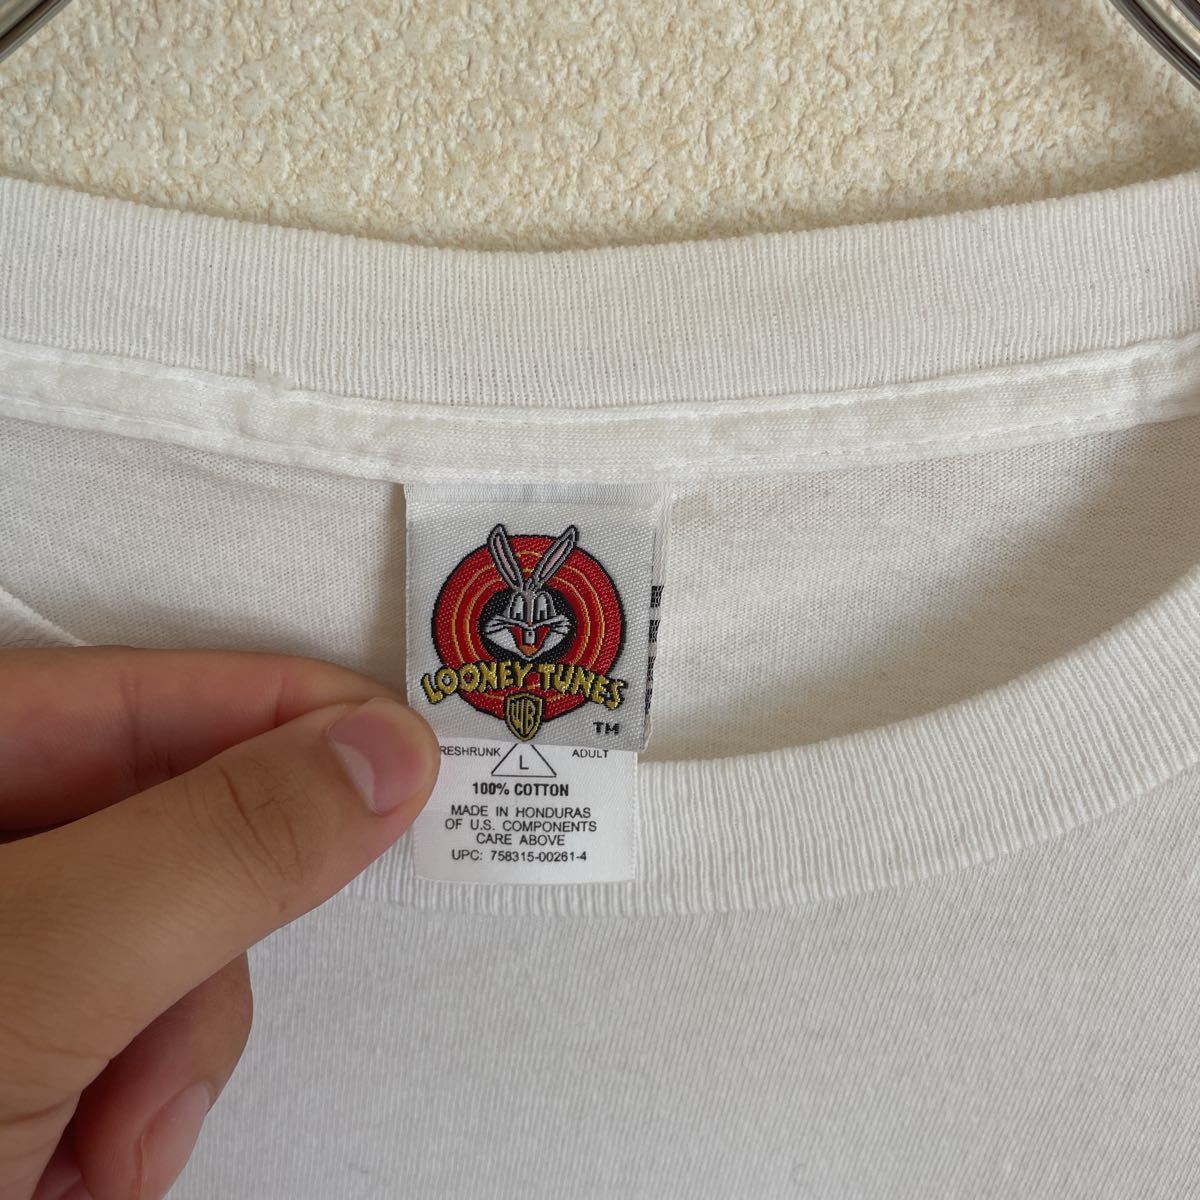 LOONEY TUNES
WB
TM
RESHRUNK L ADULT
100% COTTON
MADE IN HONDURAS
OF U.S. COMPONENTS
CARE ABOVE
UPC: 758315-00261-4